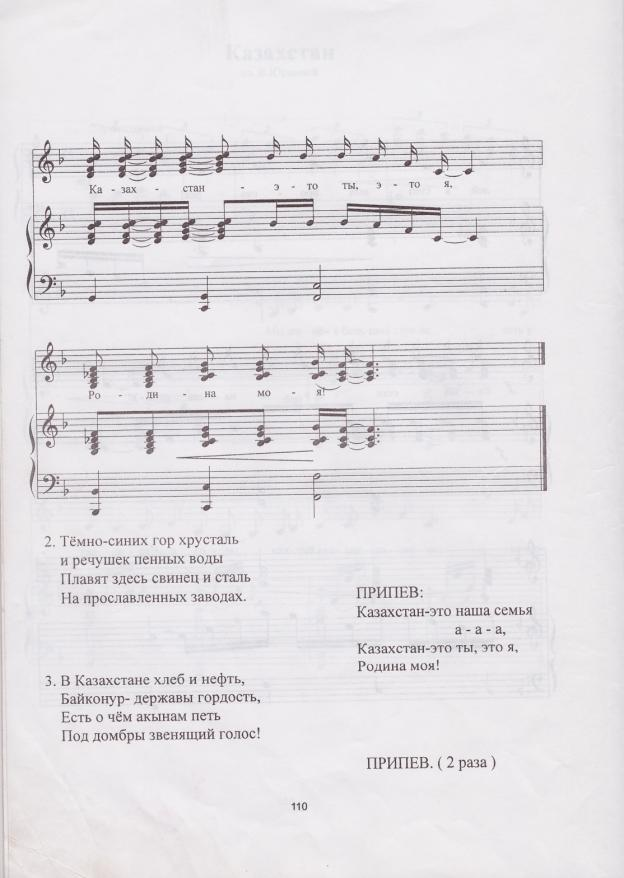 Казахстан
Ка - зах - стан - э - то ты, э - то я,
Ро - ди - на мо - я!
2. Тёмно-синих гор хрусталь
и речушек пенных воды
Плавят здесь свинец и сталь
На прославленных заводах.
ПРИПЕВ:
Казахстан-это наша семья
а - а - а,
Казахстан-это ты, это я,
Родина моя!
3. В Казахстане хлеб и нефть,
Байконур- державы гордость,
Есть о чём акынам петь
Под домбры звенящий голос!
ПРИПЕВ. ( 2 раза )
110